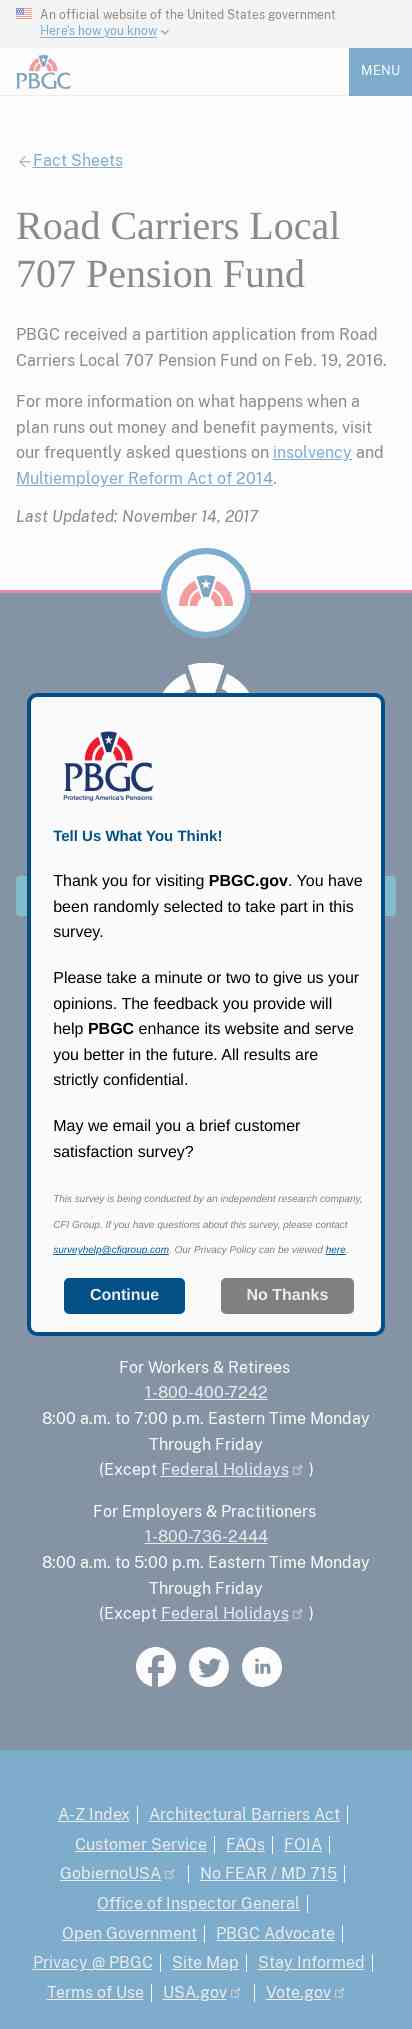 An official website of the United States government
Here's how you know
PBGC
MENU
Fact Sheets
Road Carriers Local
707 Pension Fund
PBGC received a partition application from Road
Carriers Local 707 Pension Fund on Feb. 19, 2016.
For more information on what happens when a
plan runs out money and benefit payments, visit
our frequently asked questions on insolvency and
Multiemployer Reform Act of 2014.
Last Updated: November 14, 2017
PBGC
Protecting America's Pensions
Tell Us What You Think!
Thank you for visiting PBGC.gov. You have
been randomly selected to take part in this
survey.
Please take a minute or two to give us your
opinions. The feedback you provide will
help PBGC enhance its website and serve
you better in the future. All results are
strictly confidential.
May we email you a brief customer
satisfaction survey?
This survey is being conducted by an independent research company,
CFI Group. If you have questions about this survey, please contact
surveyhelp@cfigroup.com. Our Privacy Policy can be viewed here.
Continue No Thanks
For Workers & Retirees
1-800-400-7242
8:00 a.m. to 7:00 p.m. Eastern Time Monday
Through Friday
(Except Federal Holidays )
For Employers & Practitioners
1-800-736-2444
8:00 a.m. to 5:00 p.m. Eastern Time Monday
Through Friday
(Except Federal Holidays )
A-Z Index | Architectural Barriers Act |
Customer Service | FAQs | FOIA |
GobiernoUSA | No FEAR / MD 715 |
Office of Inspector General |
Open Government | PBGC Advocate |
Privacy @ PBGC | Site Map | Stay Informed |
Terms of Use | USA.gov | Vote.gov